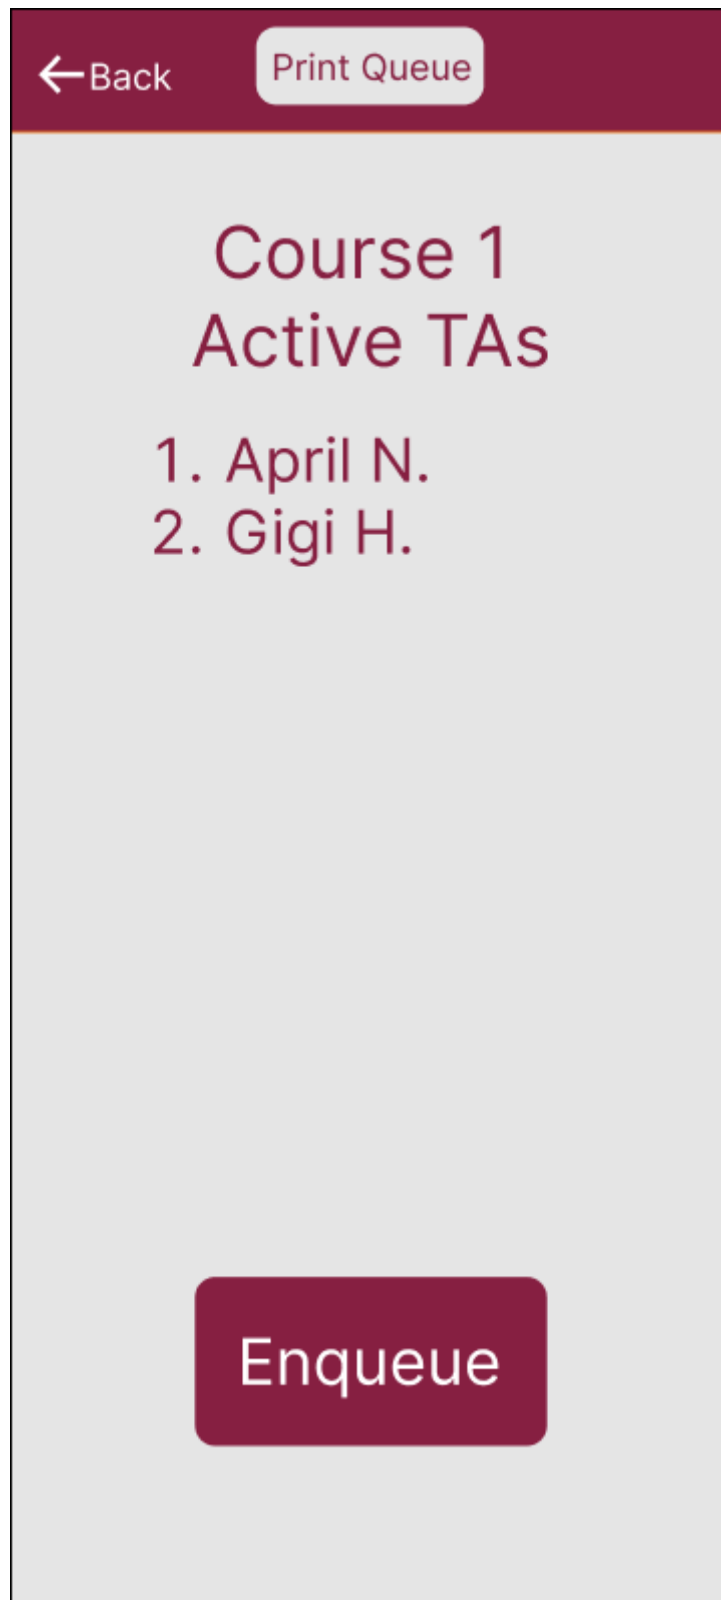 Back
Print Queue
Course 1
Active TAs
1. April N.
2. Gigi H.
Enqueue